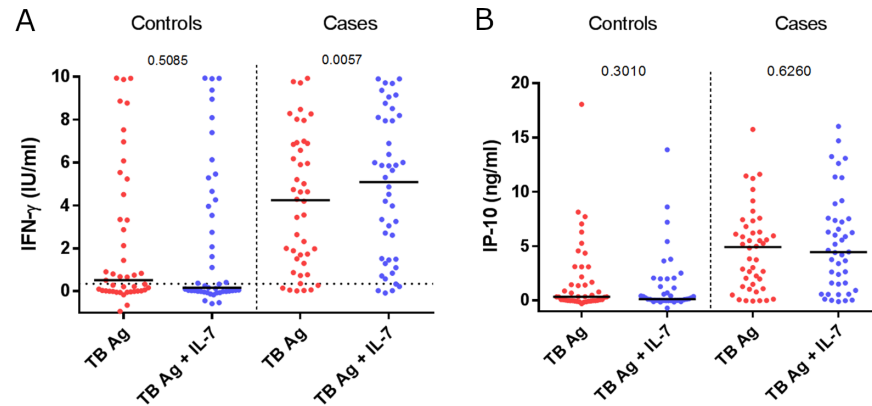 A
Controls
Cases
0.5085
0.0057
IFN-γ (IU/ml)
10
8
6
4
2
0
TB Ag
TB Ag + IL-7
TB Ag
TB Ag + IL-7
B
Controls
Cases
0.3010
0.6260
IP-10 (ng/ml)
20
15
10
5
0
TB Ag
TB Ag + IL-7
TB Ag
TB Ag + IL-7